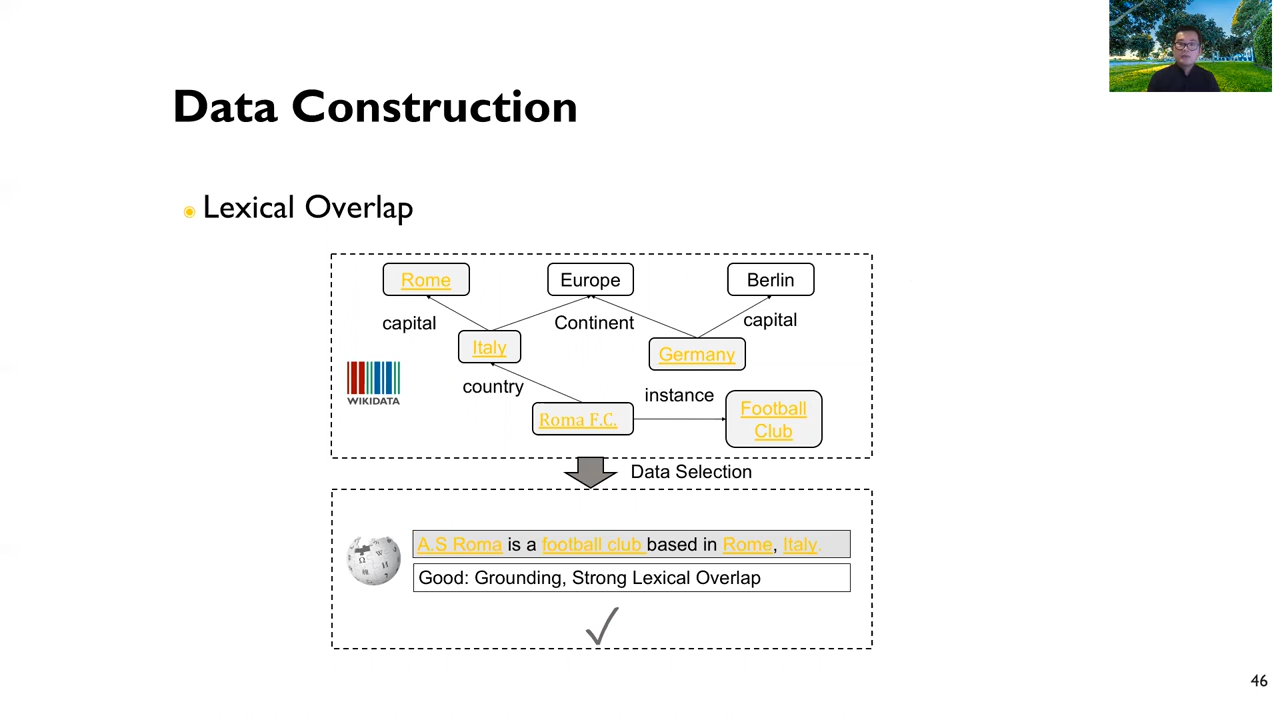 Data Construction
Lexical Overlap
Rome
Europe
Berlin
capital
Continent
capital
Italy
Germany
WIKIDATA
country
instance
Roma F.C.
Football
Club
Data Selection
A.S Roma is a football club based in Rome, Italy.
Good: Grounding, Strong Lexical Overlap
46